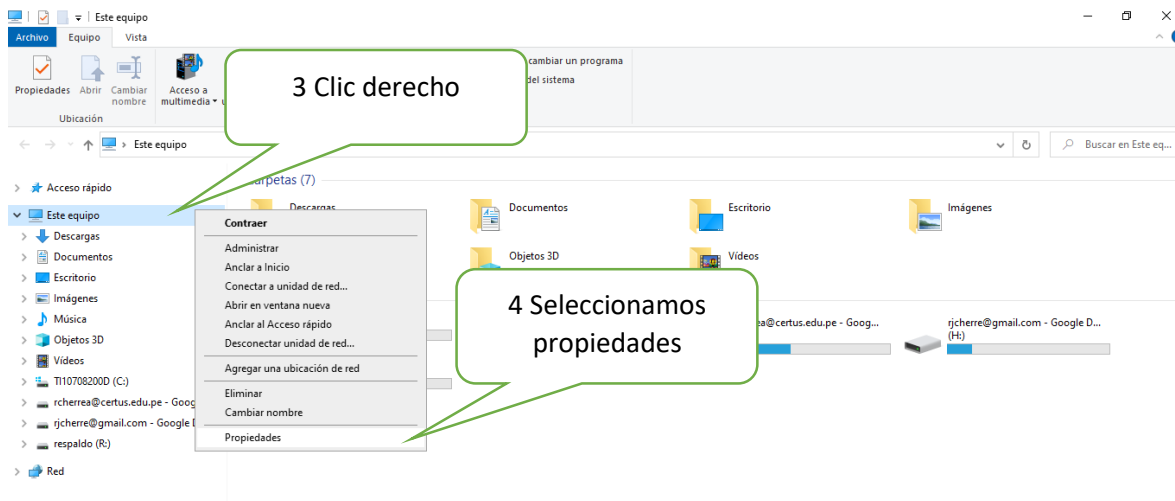 Este equipo
Archivo Equipo Vista
Propiedades Abrir Cambiar nombre Acceso a multimedia
cambiar un programa
del sistema
Ubicación
3 Clic derecho
Este equipo
Buscar en Este eq...
Acceso rápido
Este equipo
Descargas
Documentos
Escritorio
Imágenes
Música
Objetos 3D
Vídeos
TI10708200D (C:)
rcherrea@certus.edu.pe - Goog
rjcherre@gmail.com - Google
respaldo (R:)
Red
(7)
Descargas
Documentos
Escritorio
Imágenes
Objetos 3D
Vídeos
Contraer
Administrar
Anclar a Inicio
Conectar a unidad de red...
Abrir en ventana nueva
Anclar al Acceso rápido
Desconectar unidad de red...
Agregar una ubicación de red
Eliminar
Cambiar nombre
Propiedades
4 Seleccionamos
propiedades
@certus.edu.pe - Goog...
rjcherre@gmail.com - Google D...
(H:)